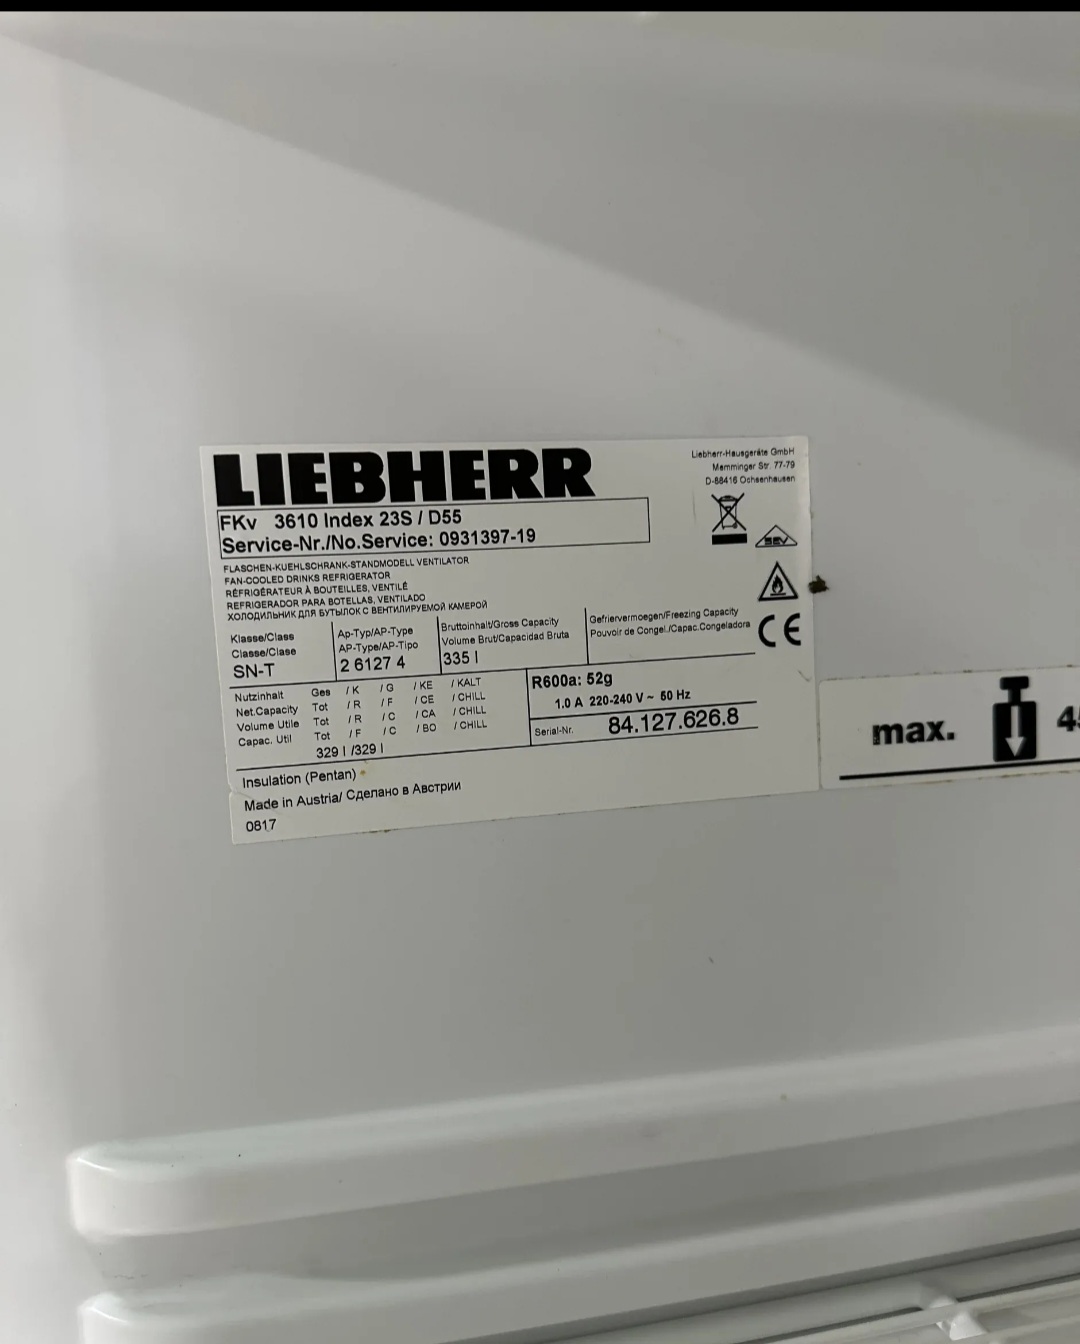 LIEBHERR
Liebherr-Hausgeräte GmbH
Memminger Str. 77-79
D-88416 Ochsenhausen
FKv 3610 Index 23S / D55
Service-Nr./No.Service: 0931397-19
SEV
FLASCHEN-KUEHLSCHRANK-STANDMODELL VENTILATOR
FAN-COOLED DRINKS REFRIGERATOR
RÉFRIGÉRATEUR À BOUTEILLES, VENTILÉ
REFRIGERADOR PARA BOTELLAS, VENTILADO
ХОЛОДИЛЬНИК ДЛЯ БУТЫЛОК С ВЕНТИЛИРУЕМОЙ КАМЕРОЙ
CE
Klasse/Class
Classe/Clase
SN-T
Ap-Typ/AP-Type
AP-Type/AP-Tipo
2 6127 4
Bruttoinhalt/Gross Capacity
Volume Brut/Capacidad Bruta
335 l
Gefriervermoegen/Freezing Capacity
Pouvoir de Congel./Capac.Congeladora
Nutzinhalt Ges / K / G / KE / KALT
Net.Capacity Tot / R / F / CE / CHILL
Volume Utile Tot / R / C / CA / CHILL
Capac. Util Tot / F / C / BO / CHILL
329 l /329 l
R600a: 52g
1.0 A 220-240 V ~ 50 Hz
Serial-Nr. 84.127.626.8
Insulation (Pentan)
Made in Austria/ Сделано в Австрии
0817
max. 45